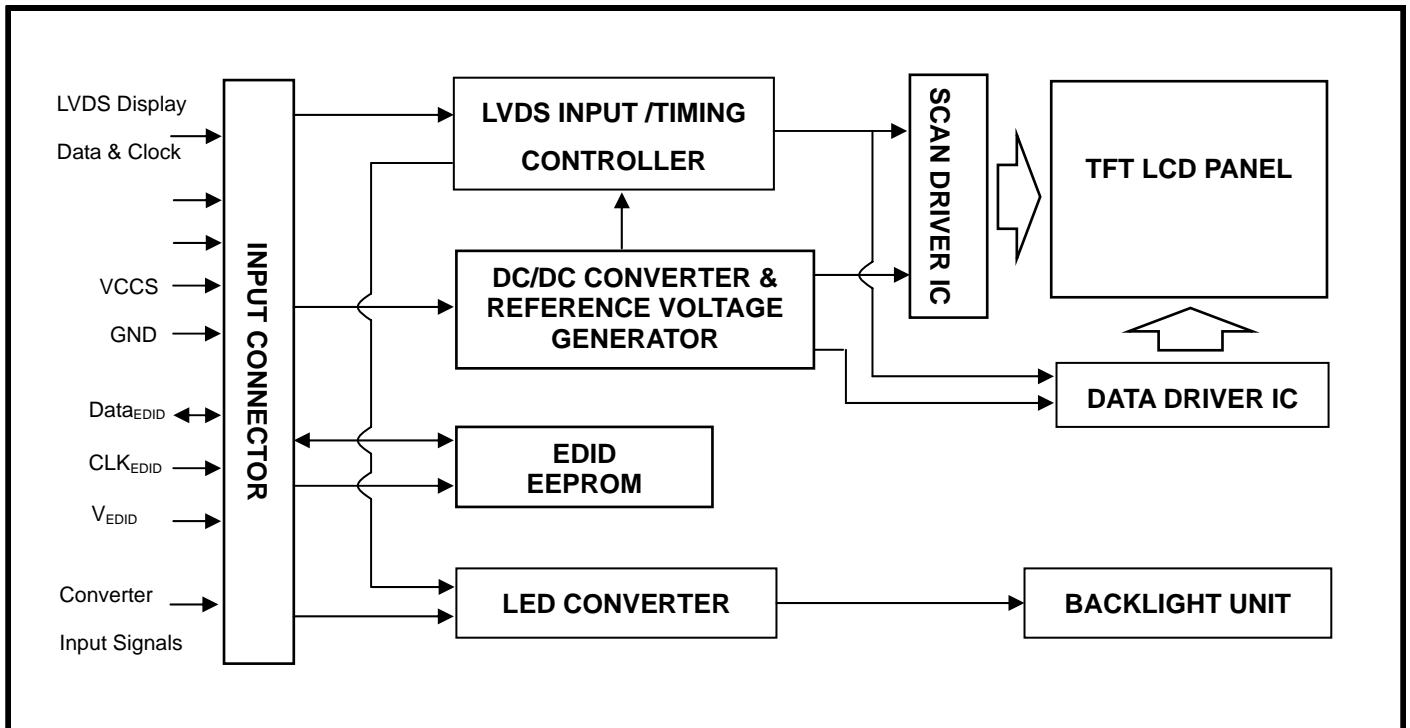 LVDS Display
Data & Clock
VCCS
GND
DataEDID
CLKEDID
VEDID
Converter
Input Signals
INPUT CONNECTOR
LVDS INPUT /TIMING
CONTROLLER
DC/DC CONVERTER &
REFERENCE VOLTAGE
GENERATOR
EDID
EEPROM
LED CONVERTER
SCAN DRIVER IC
TFT LCD PANEL
DATA DRIVER IC
BACKLIGHT UNIT